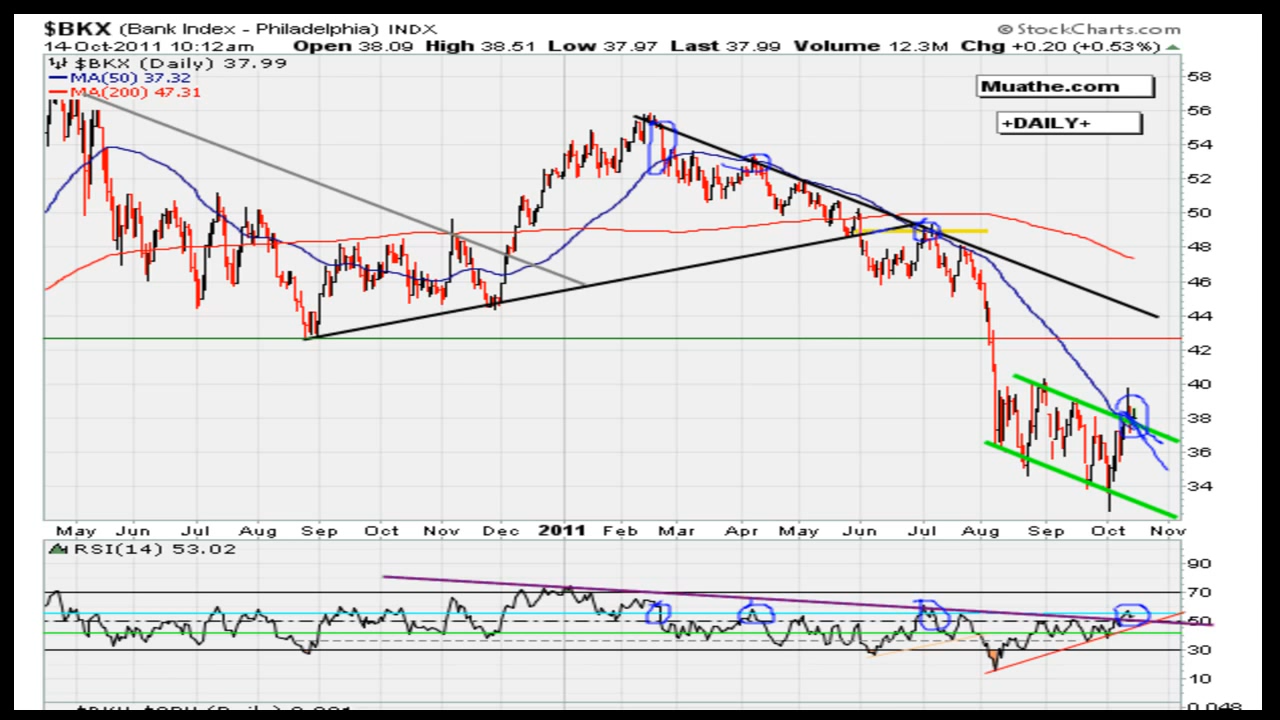 $BKX (Bank Index - Philadelphia) INDX
© StockCharts.com
14-Oct-2011 10:12am Open 38.09 High 38.51 Low 37.97 Last 37.99 Volume 12.3M Chg +0.20 (+0.53%)
$BKX (Daily) 37.99
MA(50) 37.32
MA(200) 47.31
Muathe.com
+DAILY+
58
56
54
52
50
48
46
44
42
40
38
36
34
May Jun Jul Aug Sep Oct Nov Dec 2011 Feb Mar Apr May Jun Jul Aug Sep Oct Nov
RSI(14) 53.02
90
70
50
30
10
0.048